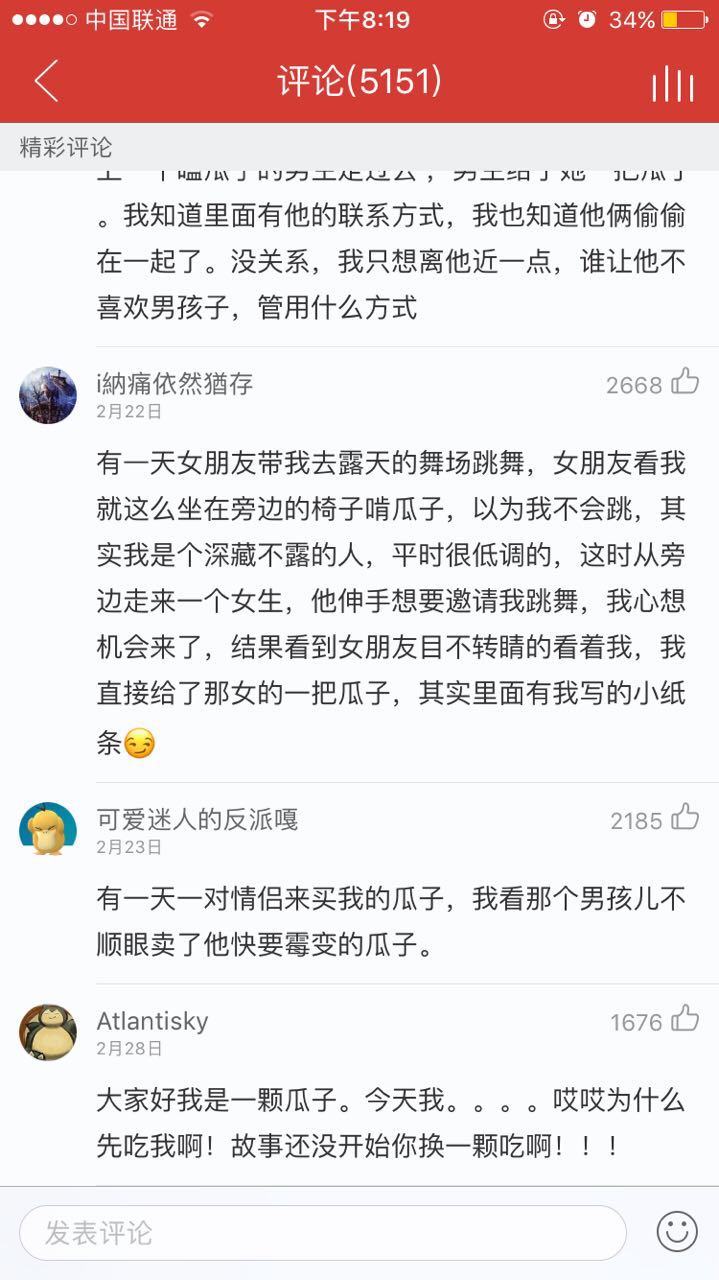 中国联通
下午8:19
34%
评论(5151)
精彩评论
。我知道里面有他的联系方式，我也知道他俩偷偷
在一起了。没关系，我只想离他近一点，谁让他不
喜欢男孩子，管用什么方式
i納痛依然猶存
2668
2月22日
有一天女朋友带我去露天的舞场跳舞，女朋友看我
就这么坐在旁边的椅子啃瓜子，以为我不会跳，其
实我是个深藏不露的人，平时很低调的，这时从旁
边走来一个女生，他伸手想要邀请我跳舞，我心想
机会来了，结果看到女朋友目不转睛的看着我，我
直接给了那女的一把瓜子，其实里面有我写的小纸
条😏
可爱迷人的反派嘎
2185
2月23日
有一天一对情侣来买我的瓜子，我看那个男孩儿不
顺眼卖了他快要霉变的瓜子。
Atlantisky
1676
2月28日
大家好我是一颗瓜子。今天我。。。。哎哎为什么
先吃我啊！故事还没开始你换一颗吃啊！！！
发表评论